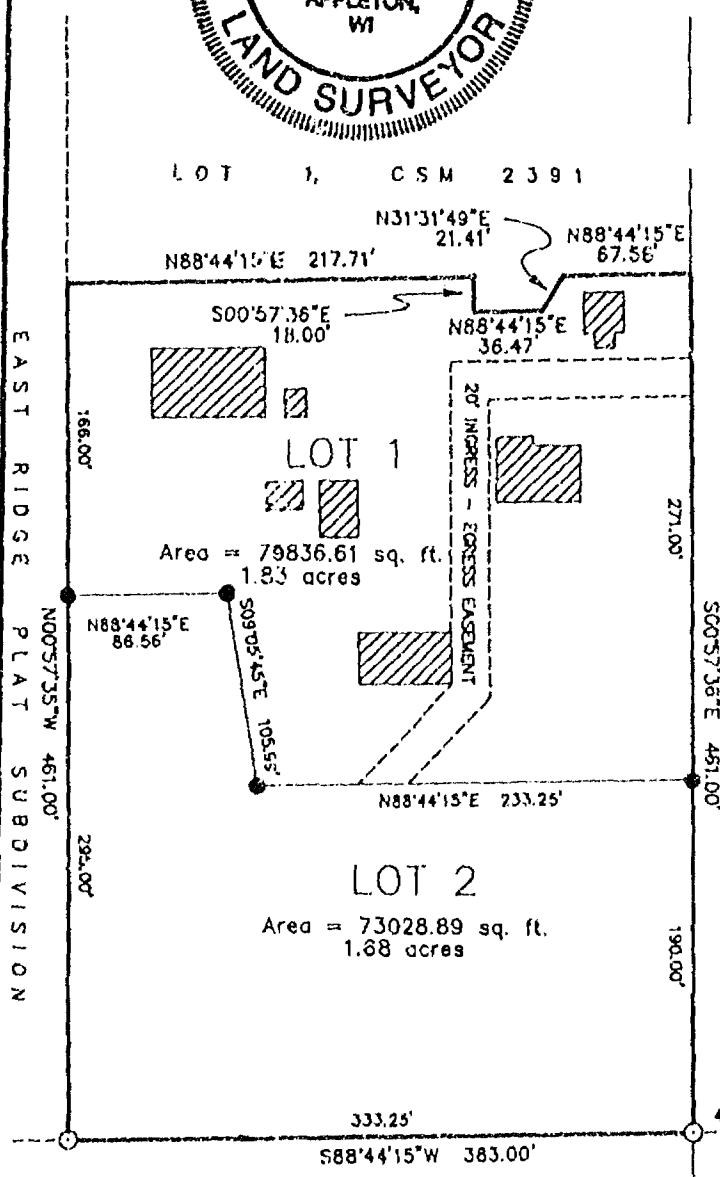 APPLETON,
WI
LAND SURVEYOR
LOT 1, CSM 2391
N31°31'49"E
21.41'
N88°44'15"E
67.56'
N88°44'15"E 217.71'
S00°57'36"E
18.00'
N88°44'15"E
36.47'
EAST RIDGE PLAT SUBDIVISION
166.00'
20' INGRESS - EGRESS EASEMENT
LOT 1
271.00'
Area = 79836.61 sq. ft.
1.83 acres
N88°44'15"E
86.56'
S09°05'45"E 105.55'
N00°57'35"W 461.00'
S00°57'36"E 461.00'
N88°44'15"E 233.25'
295.00'
LOT 2
Area = 73028.89 sq. ft.
1.68 acres
190.00'
333.25'
S88°44'15"W 383.00'